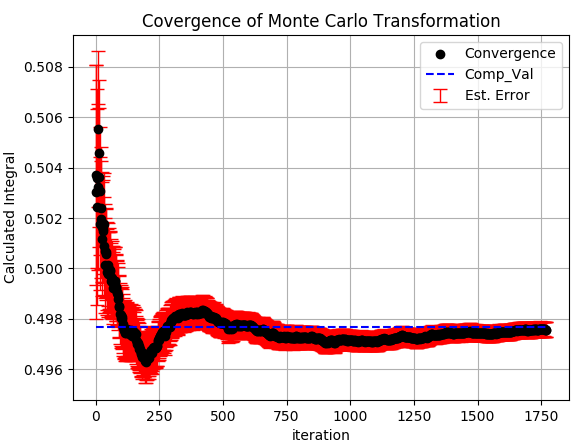 Covergence of Monte Carlo Transformation
Convergence
Comp_Val
Est. Error
Calculated Integral
0.508
0.506
0.504
0.502
0.500
0.498
0.496
0
250
500
750
1000
1250
1500
1750
iteration